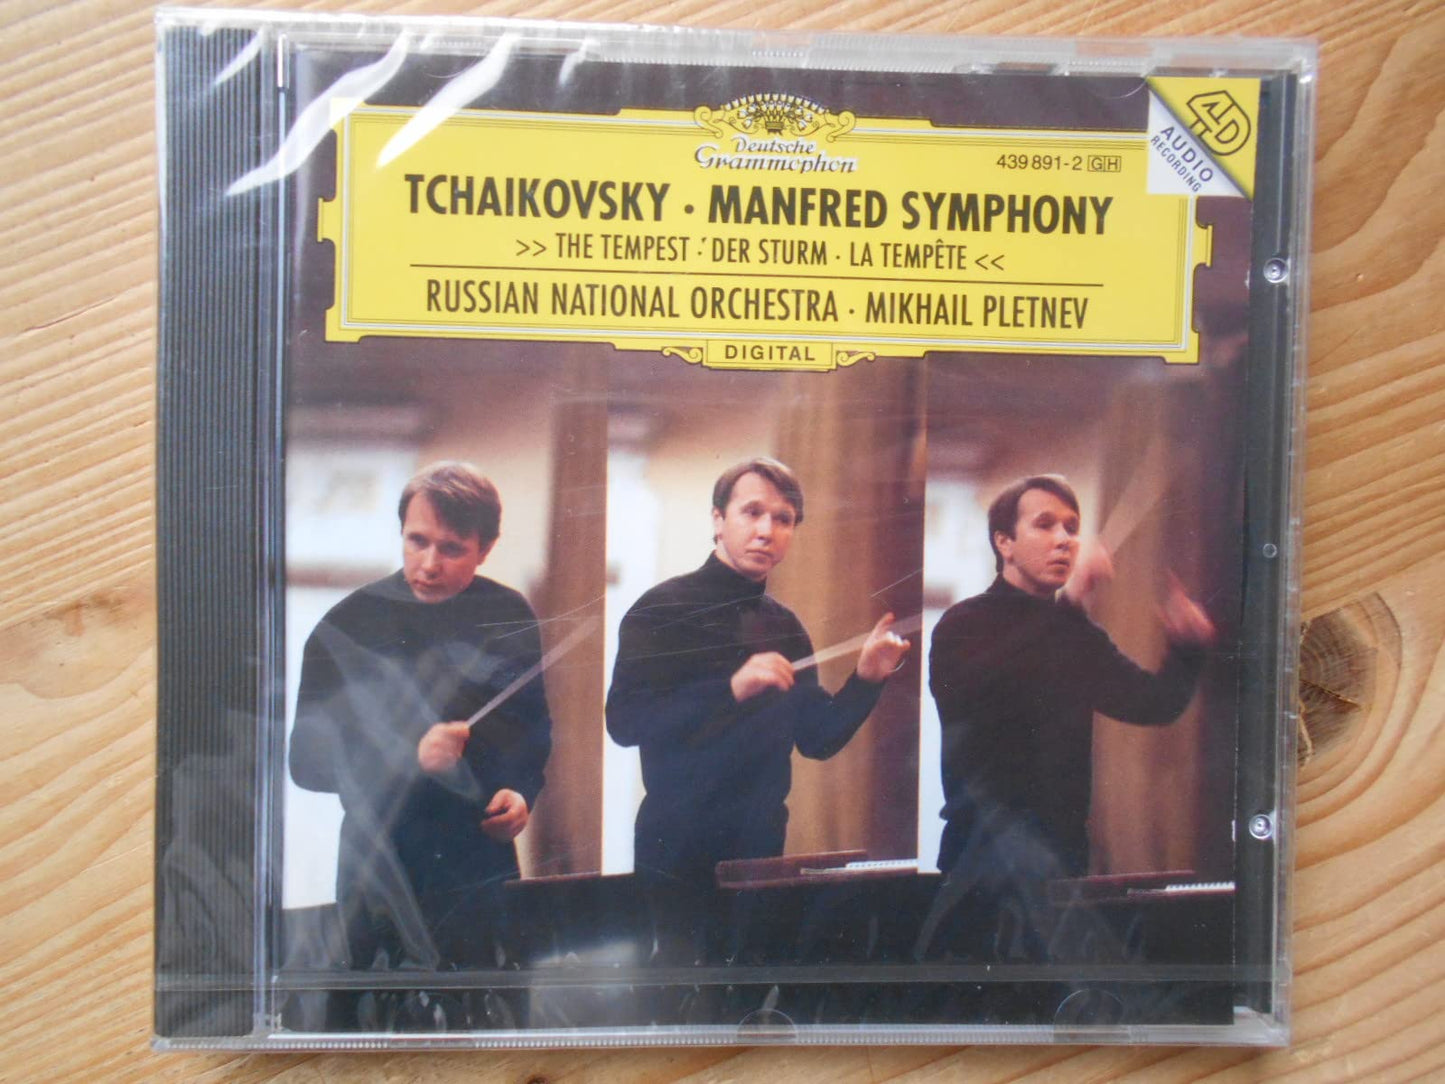 4D
AUDIO
RECORDING
Deutsche
Grammophon
439 891-2 GH
TCHAIKOVSKY · MANFRED SYMPHONY
>> THE TEMPEST · DER STURM · LA TEMPÊTE <<
RUSSIAN NATIONAL ORCHESTRA · MIKHAIL PLETNEV
DIGITAL